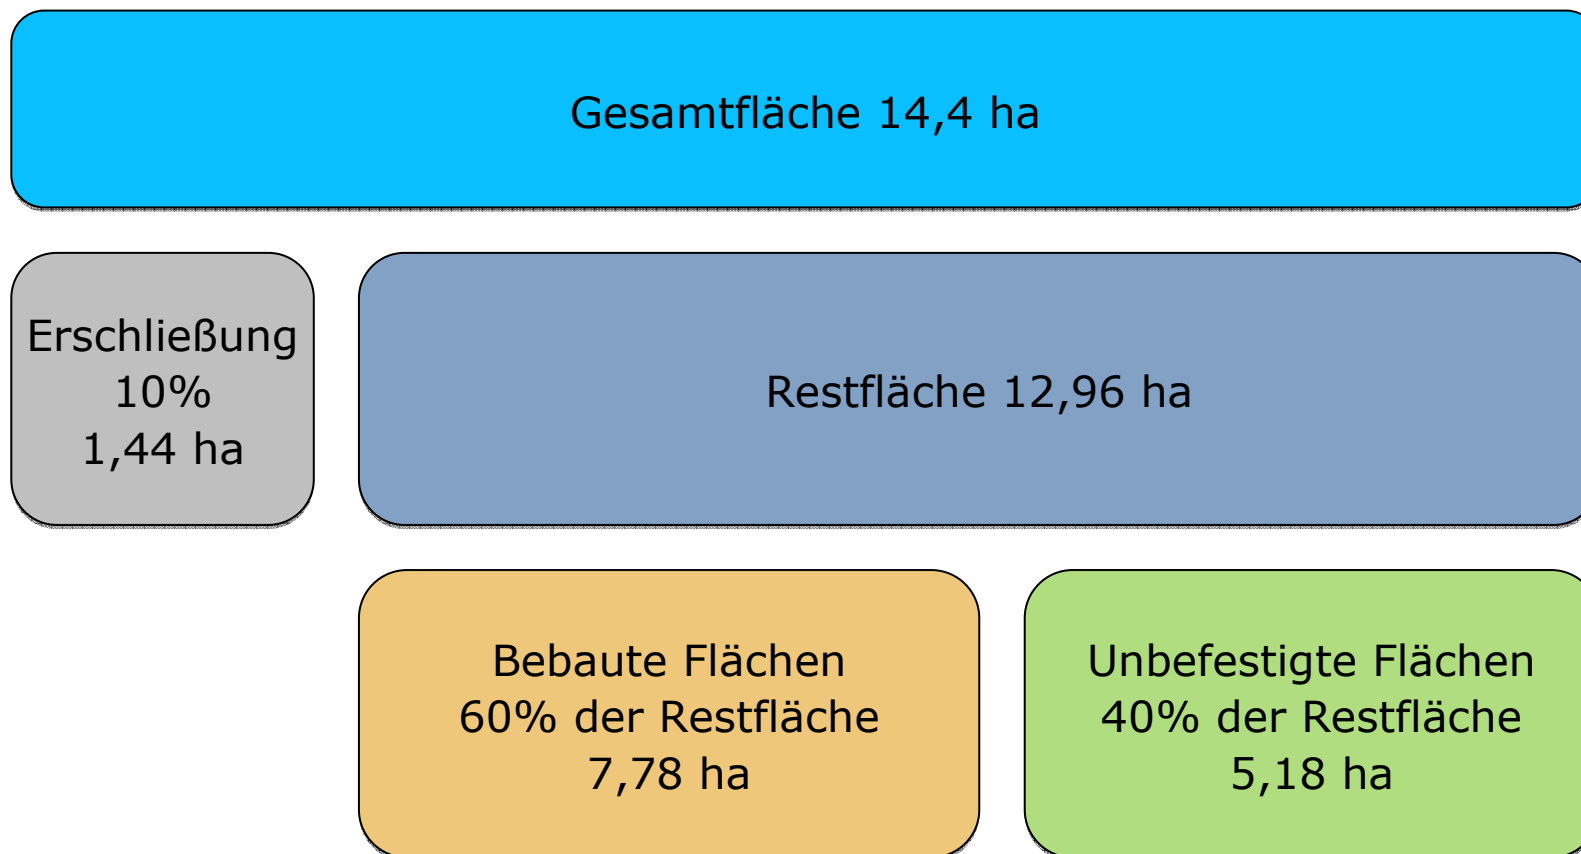 Gesamtfläche 14,4 ha
Erschließung
10%
1,44 ha
Restfläche 12,96 ha
Bebaute Flächen
60% der Restfläche
7,78 ha
Unbefestigte Flächen
40% der Restfläche
5,18 ha